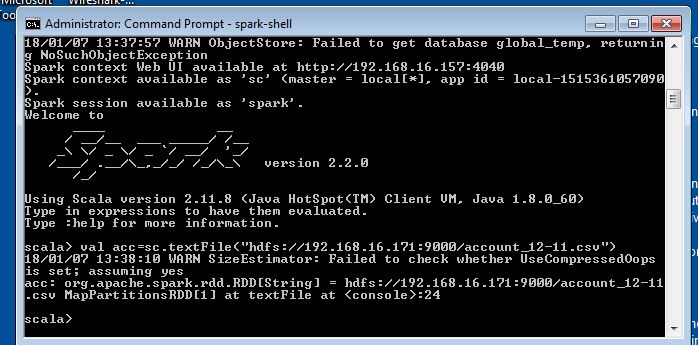 Wireshark-...
Administrator: Command Prompt - spark-shell
18/01/07 13:37:57 WARN ObjectStore: Failed to get database global_temp, returnin
g NoSuchObjectException
Spark context Web UI available at http://192.168.16.157:4040
Spark context available as 'sc' (master = local[*], app id = local-1515361057090
).
Spark session available as 'spark'.
Welcome to
Spark
version 2.2.0
Using Scala version 2.11.8 (Java HotSpot(TM) Client VM, Java 1.8.0_60)
Type in expressions to have them evaluated.
Type :help for more information.
scala> val acc=sc.textFile("hdfs://192.168.16.171:9000/account_12-11.csv")
18/01/07 13:38:10 WARN SizeEstimator: Failed to check whether UseCompressedOops
is set; assuming yes
acc: org.apache.spark.rdd.RDD[String] = hdfs://192.168.16.171:9000/account_12-11
.csv MapPartitionsRDD[1] at textFile at <console>:24
scala>